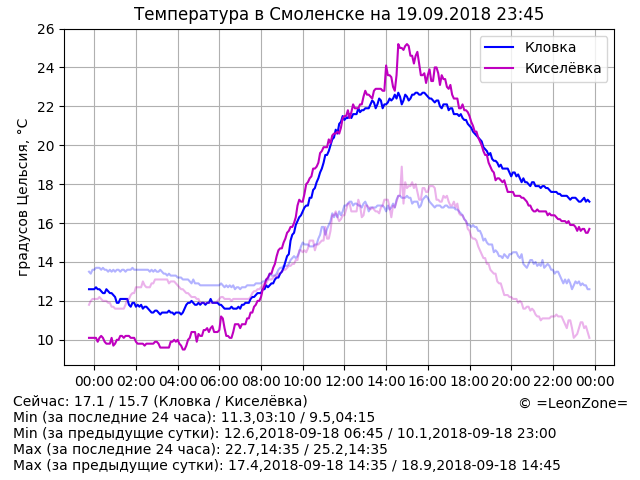 Температура в Смоленске на 19.09.2018 23:45
градусов Цельсия, °C
26
24
22
20
18
16
14
12
10
Кловка
Киселёвка
00:00 02:00 04:00 06:00 08:00 10:00 12:00 14:00 16:00 18:00 20:00 22:00 00:00
Сейчас: 17.1 / 15.7 (Кловка / Киселёвка)
© =LeonZone=
Min (за последние 24 часа): 11.3,03:10 / 9.5,04:15
Min (за предыдущие сутки): 12.6,2018-09-18 06:45 / 10.1,2018-09-18 23:00
Max (за последние 24 часа): 22.7,14:35 / 25.2,14:35
Max (за предыдущие сутки): 17.4,2018-09-18 14:35 / 18.9,2018-09-18 14:45